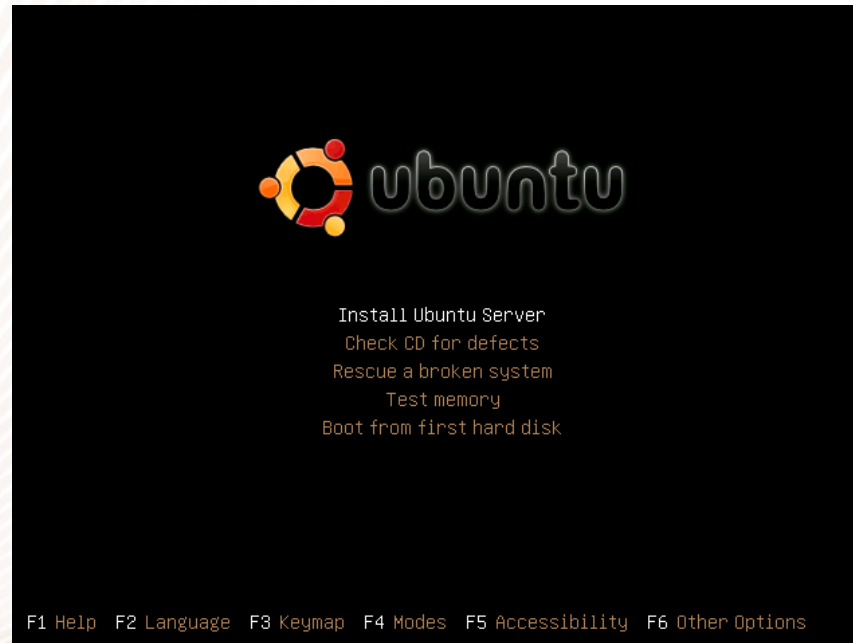 ubuntu
Install Ubuntu Server
Check CD for defects
Rescue a broken system
Test memory
Boot from first hard disk
F1 Help F2 Language F3 Keymap F4 Modes F5 Accessibility F6 Other Options